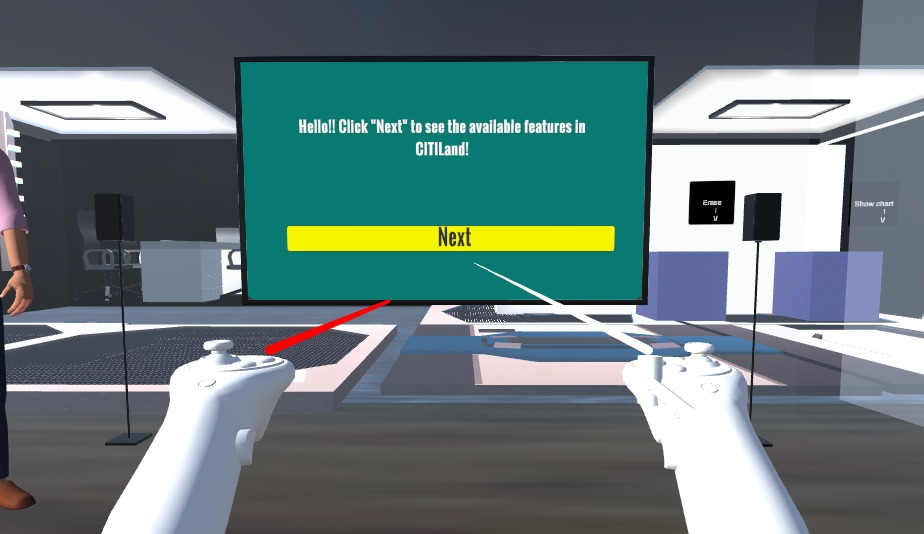 Hello!! Click "Next" to see the available features in
CITILand!
Next
Erase
|
V
Show chart
|
V